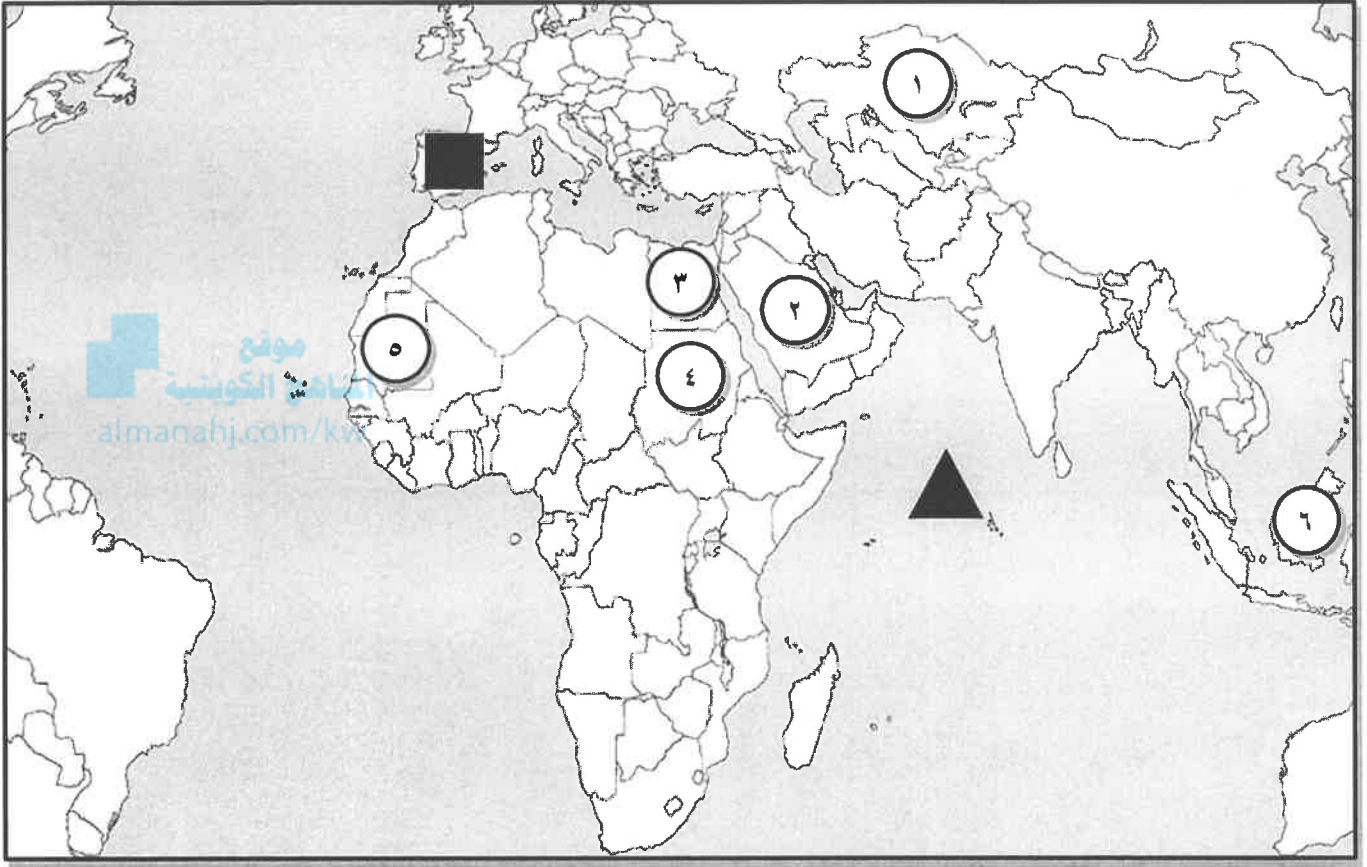 ١
٣
٢
٥
٤
موقع
المناهج الكويتية
almanahj.com/kw
٦